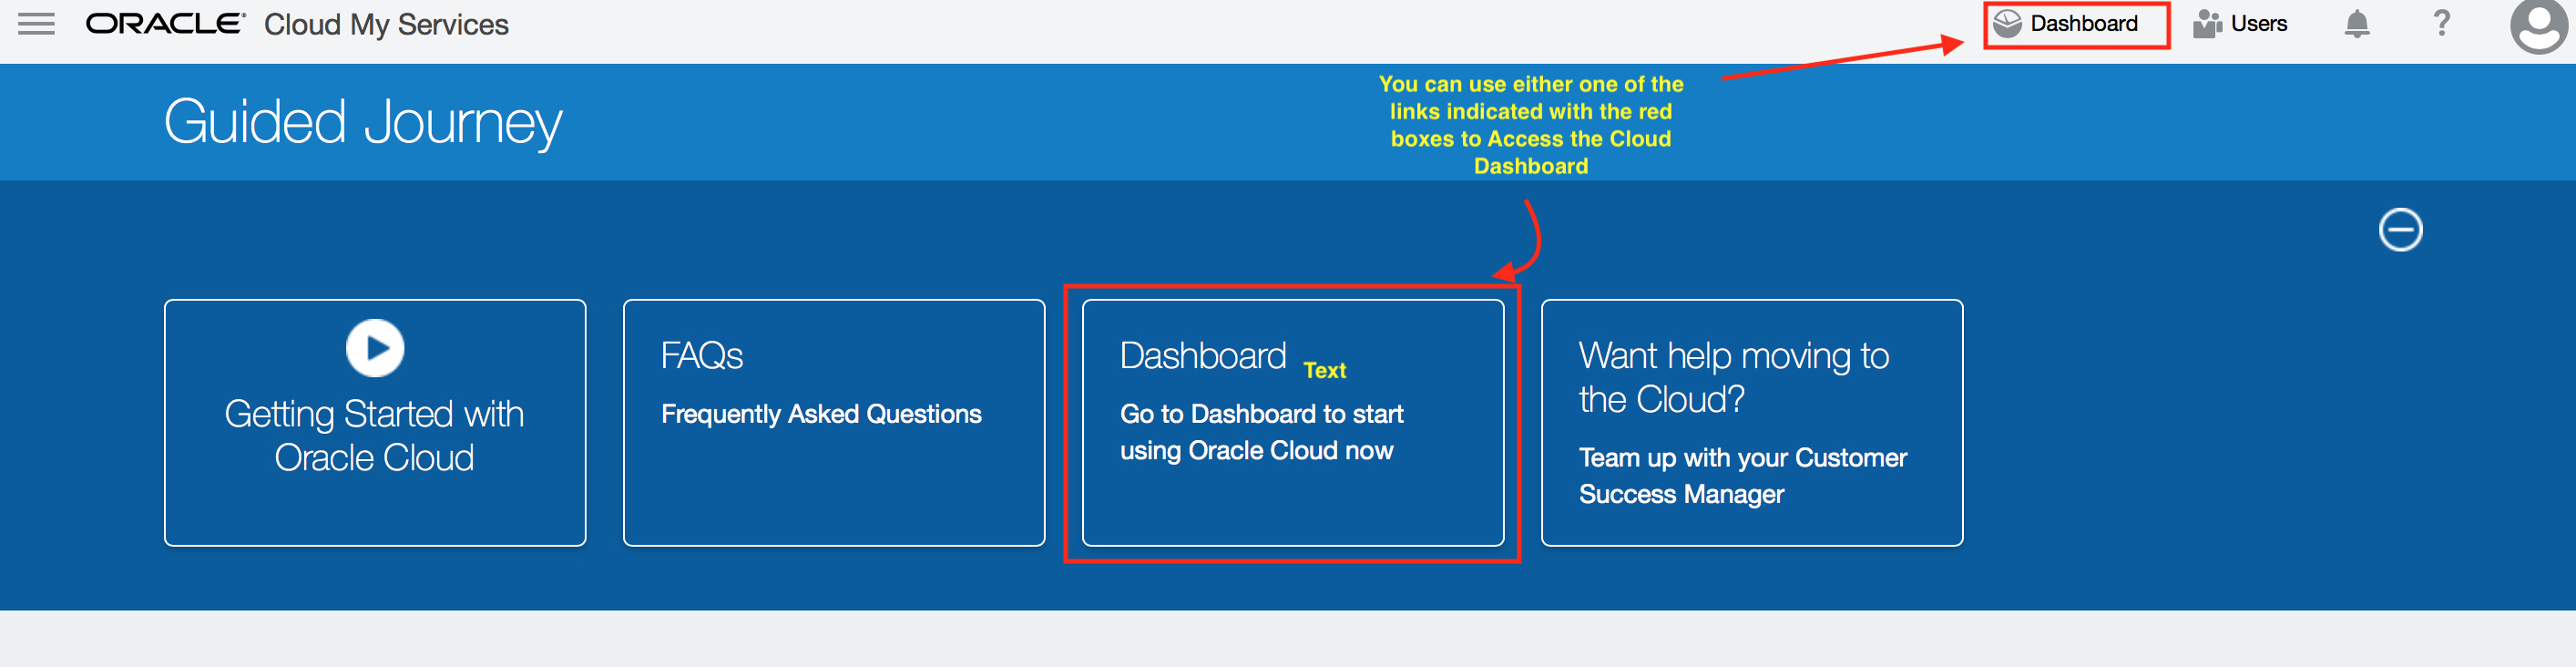 ORACLE® Cloud My Services
Dashboard
Users
?
You can use either one of the
links indicated with the red
boxes to Access the Cloud
Dashboard
Guided Journey
Getting Started with
Oracle Cloud
FAQs
Frequently Asked Questions
Dashboard
Text
Go to Dashboard to start
using Oracle Cloud now
Want help moving to
the Cloud?
Team up with your Customer
Success Manager